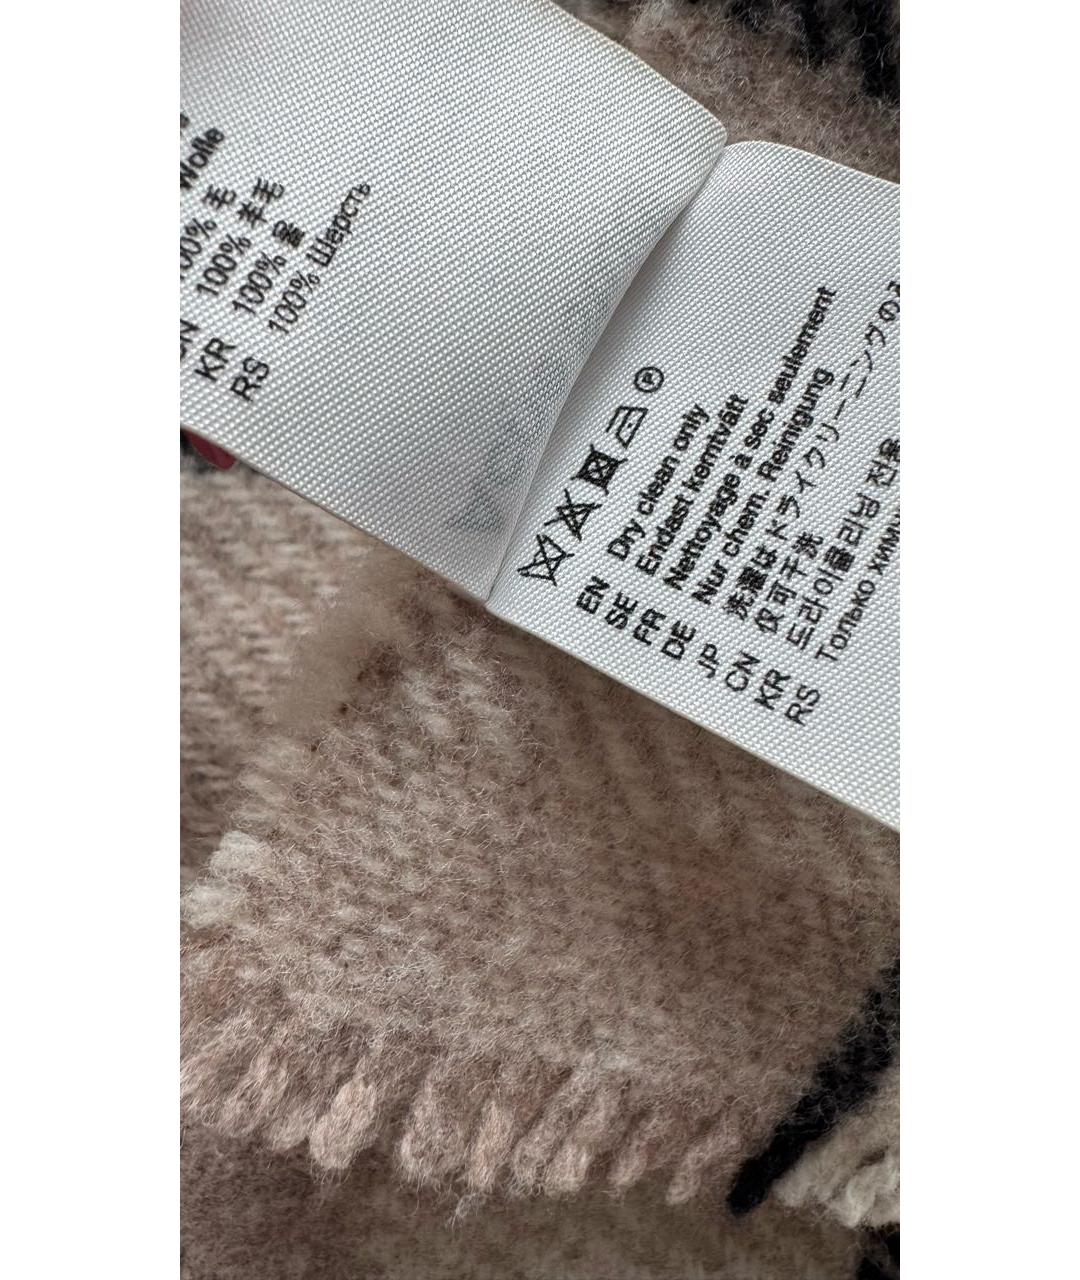 Wolle
100% 毛
100% 羊毛
KR 100% 울
RS 100% Шерсть
EN Dry clean only
SE Endast kemtvätt
FR Nettoyage à sec seulement
DE Nur chem. Reinigung
JP 洗濯はドライクリーニングの
CN 仅可干洗
KR 드라이클리닝 전용
RS Только